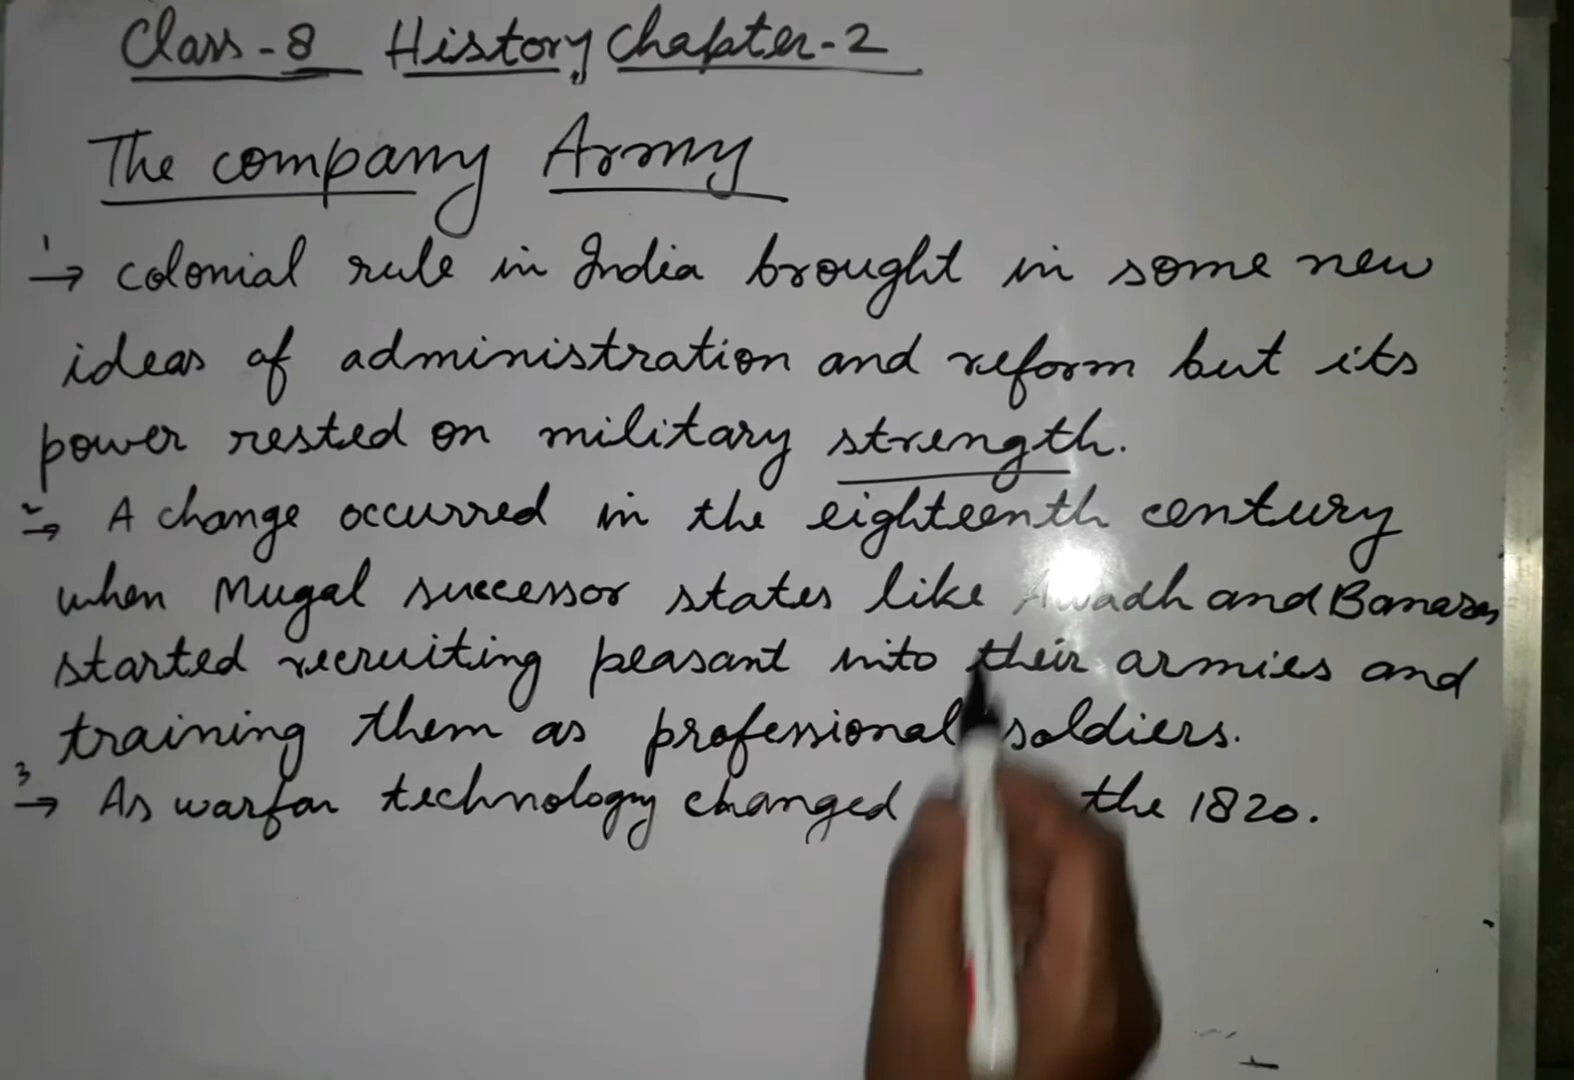 Class-8 History Chapter-2
The company Army
1 → colonial rule in India brought in some new
ideas of administration and reform but its
power rested on military strength.
2 → A change occurred in the eighteenth century
when Mugal successor states like Awadh and Banaras
started recruiting peasant into their armies and
training them as professional soldiers.
3 → As warfar technology changed the 1820.